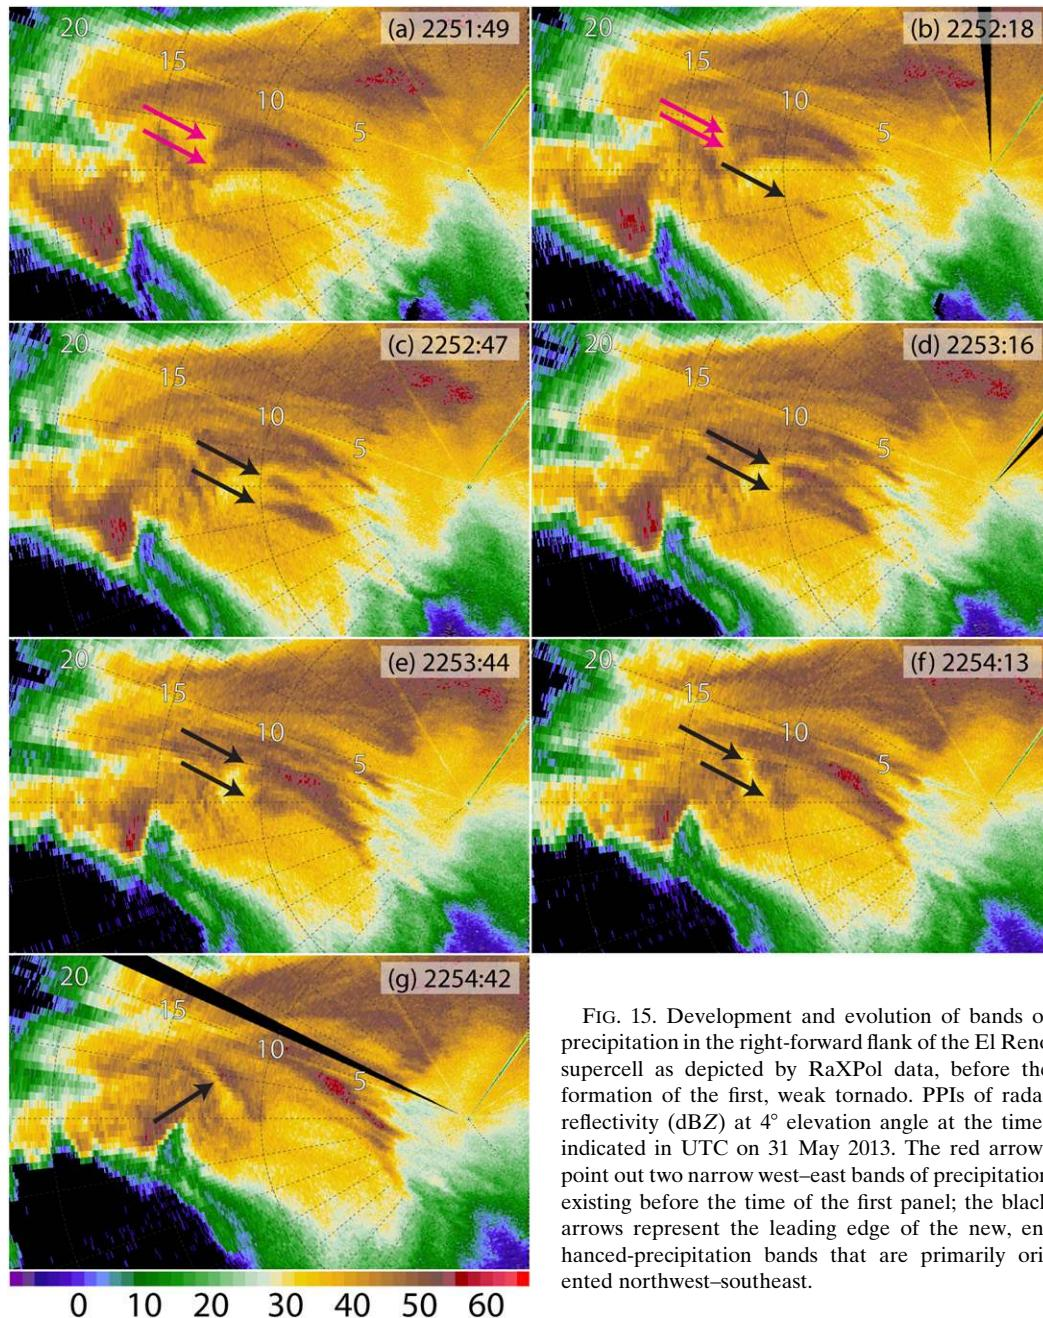 20
15
10
5
(a) 2251:49
20
15
10
5
(b) 2252:18
20
15
10
5
(c) 2252:47
20
15
10
5
(d) 2253:16
20
15
10
5
(e) 2253:44
20
15
10
5
(f) 2254:13
20
15
10
5
(g) 2254:42
0 10 20 30 40 50 60
FIG. 15. Development and evolution of bands o
precipitation in the right-forward flank of the El Reno
supercell as depicted by RaXPol data, before the
formation of the first, weak tornado. PPIs of rada
reflectivity (dBZ) at 4° elevation angle at the time
indicated in UTC on 31 May 2013. The red arrow
point out two narrow west–east bands of precipitation
existing before the time of the first panel; the black
arrows represent the leading edge of the new, en-
hanced-precipitation bands that are primarily ori
ented northwest–southeast.